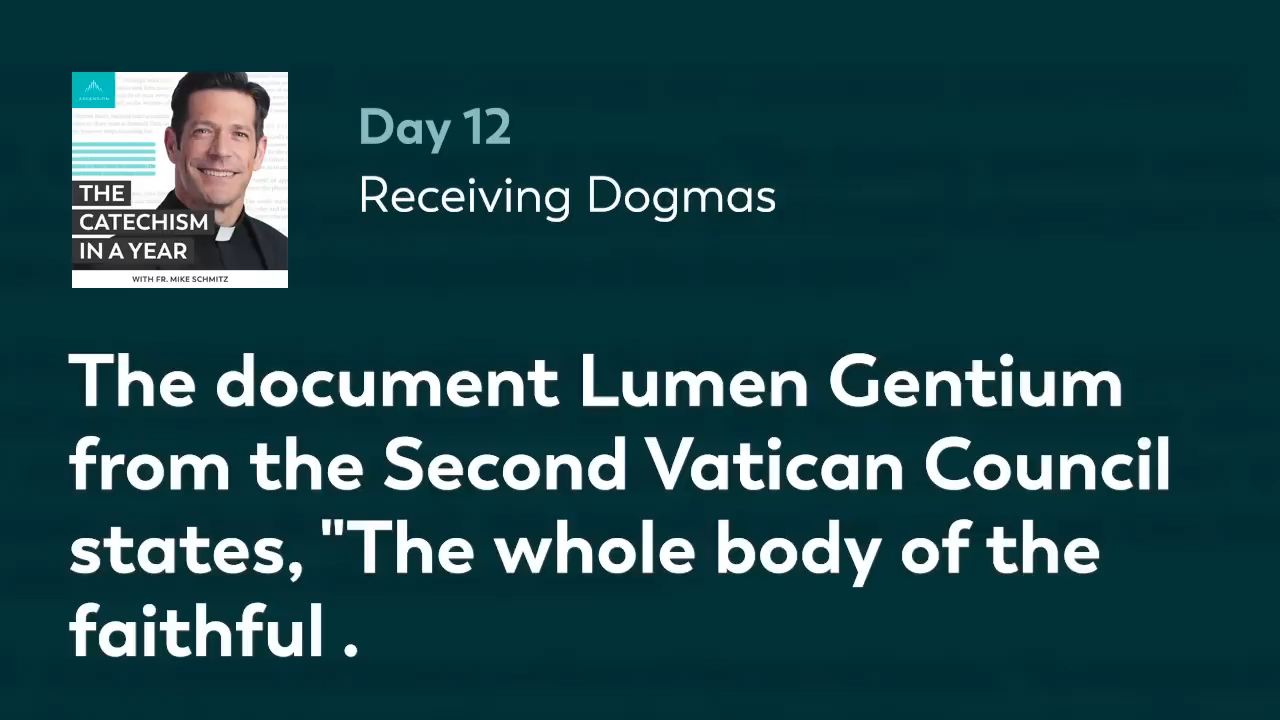 ASCENSION
THE
CATECHISM
IN A YEAR
WITH FR. MIKE SCHMITZ
Day 12
Receiving Dogmas
The document Lumen Gentium
from the Second Vatican Council
states, "The whole body of the
faithful .